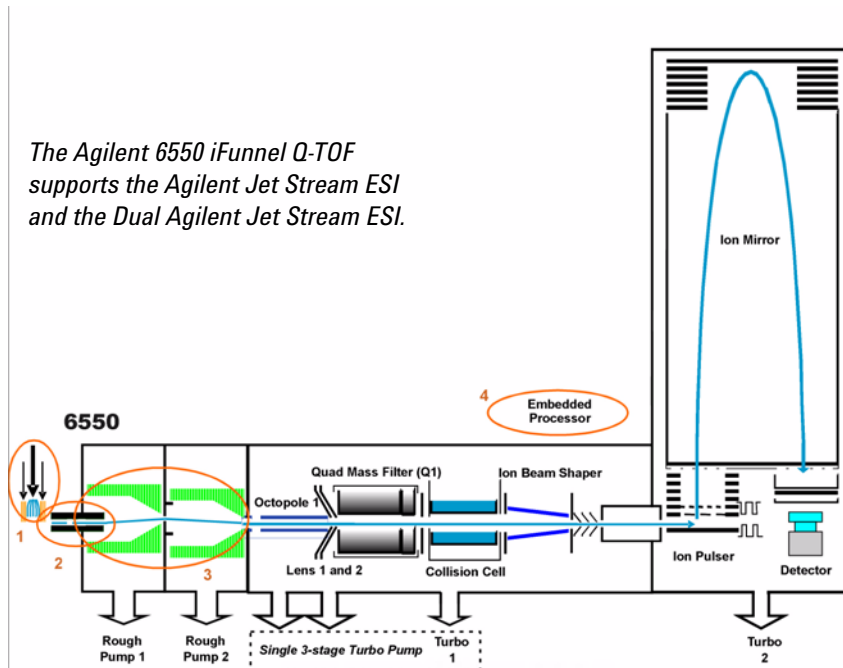 The Agilent 6550 iFunnel Q-TOF
supports the Agilent Jet Stream ESI
and the Dual Agilent Jet Stream ESI.
Ion Mirror
4
Embedded
Processor
6550
Quad Mass Filter (Q1)
Ion Beam Shaper
Octopole 1
1
2
3
Lens 1 and 2
Collision Cell
Ion Pulser
Detector
Rough
Pump 1
Rough
Pump 2
Single 3-stage Turbo Pump
Turbo
1
Turbo
2